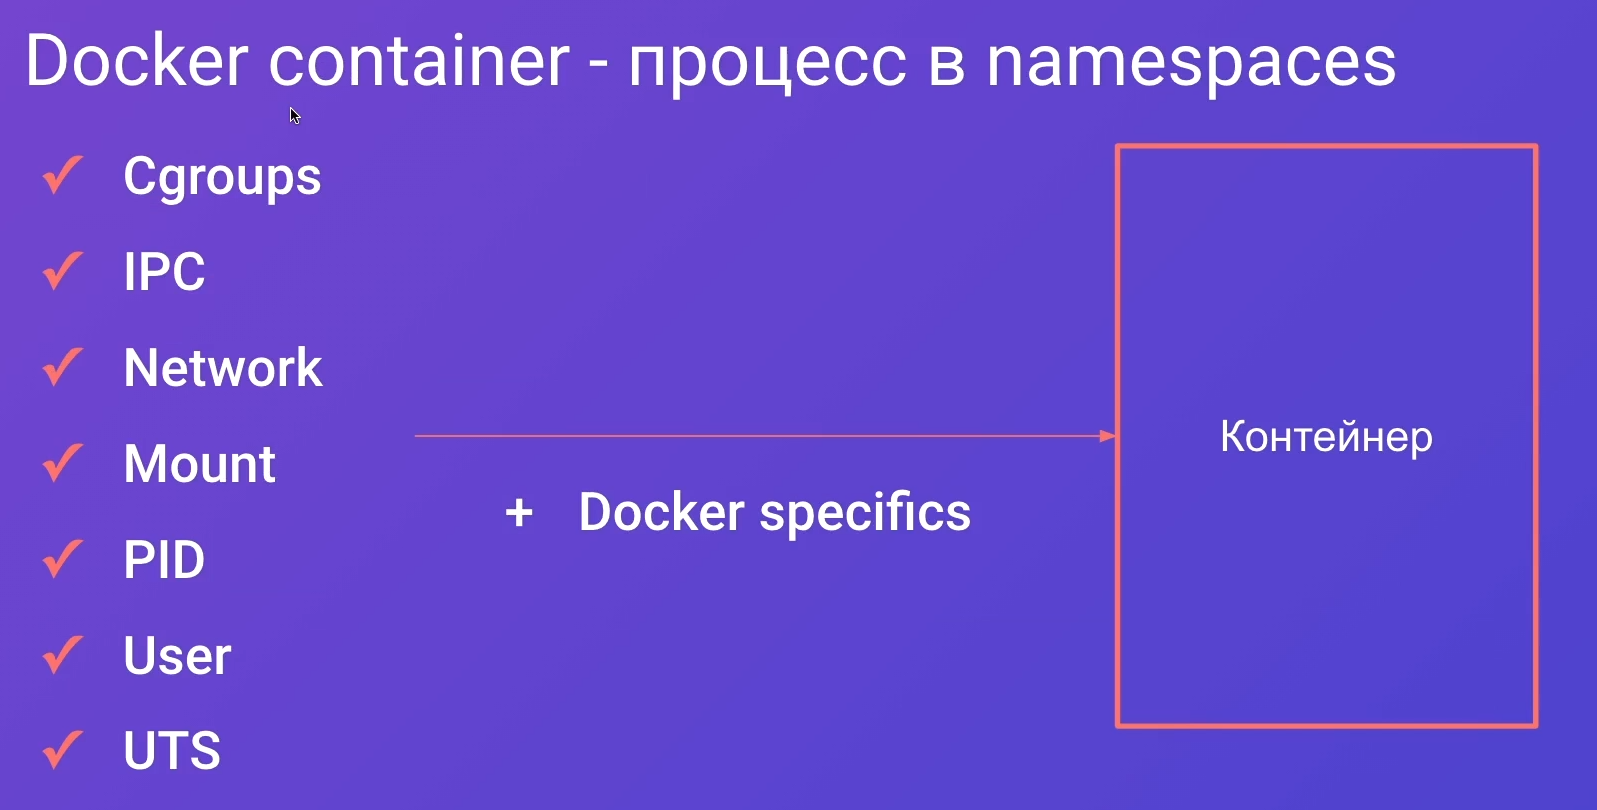 Docker container - процесс в namespaces
Cgroups
IPC
Network
Mount
PID
User
UTS
+ Docker specifics
Контейнер